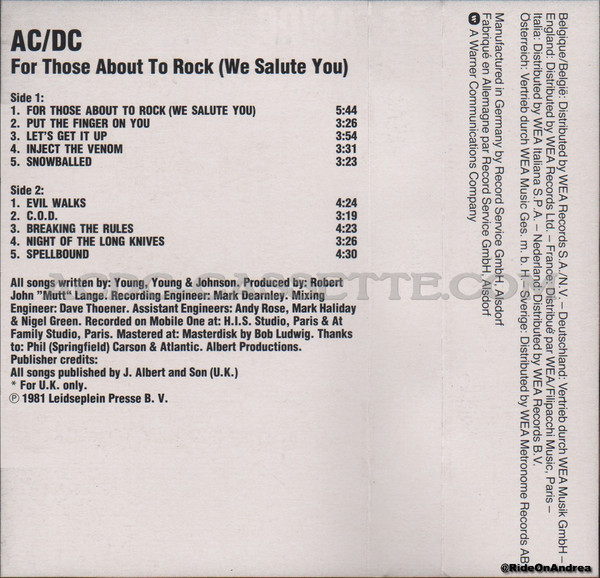 AC/DC
For Those About To Rock (We Salute You)
Side 1:
1. FOR THOSE ABOUT TO ROCK (WE SALUTE YOU) 5:44
2. PUT THE FINGER ON YOU 3:26
3. LET'S GET IT UP 3:54
4. INJECT THE VENOM 3:31
5. SNOWBALLED 3:23
Side 2:
1. EVIL WALKS 4:24
2. C.O.D. 3:19
3. BREAKING THE RULES 4:23
4. NIGHT OF THE LONG KNIVES 3:26
5. SPELLBOUND 4:30
All songs written by: Young, Young & Johnson. Produced by: Robert
John "Mutt" Lange. Recording Engineer: Mark Dearnley. Mixing
Engineer: Dave Thoener. Assistant Engineers: Andy Rose, Mark Haliday
& Nigel Green. Recorded on Mobile One at: H.I.S. Studio, Paris & At
Family Studio, Paris. Mastered at: Masterdisk by Bob Ludwig. Thanks
to: Phil (Springfield) Carson & Atlantic. Albert Productions.
Publisher credits:
All songs published by J. Albert and Son (U.K.)
* For U.K. only.
℗ 1981 Leidseplein Presse B. V.
Belgique/België: Distributed by WEA Records S.A./N.V. – Deutschland: Vertrieb durch WEA Musik GmbH –
England: Distributed by WEA Records Ltd. – France: Distribué par WEA/Filipacchi Music, Paris –
Italia: Distributed by WEA Italiana S.P.A. – Nederland: Distributed by WEA Records B.V.
Österreich: Vertrieb durch WEA Music Ges. m. b. H. – Sverige: Distributed by WEA Metronome Records AB
Manufactured in Germany by Record Service GmbH, Alsdorf
Fabriqué en Allemagne par Record Service GmbH, Alsdorf
A Warner Communications Company
@RideOnAndrea